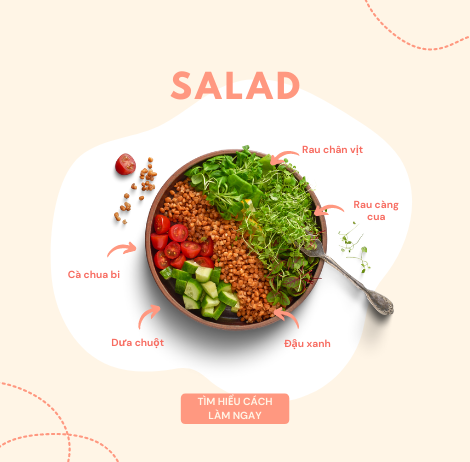 SALAD
Rau chân vịt
Rau càng
cua
Cà chua bi
Dưa chuột
Đậu xanh
TÌM HIỂU CÁCH
LÀM NGAY